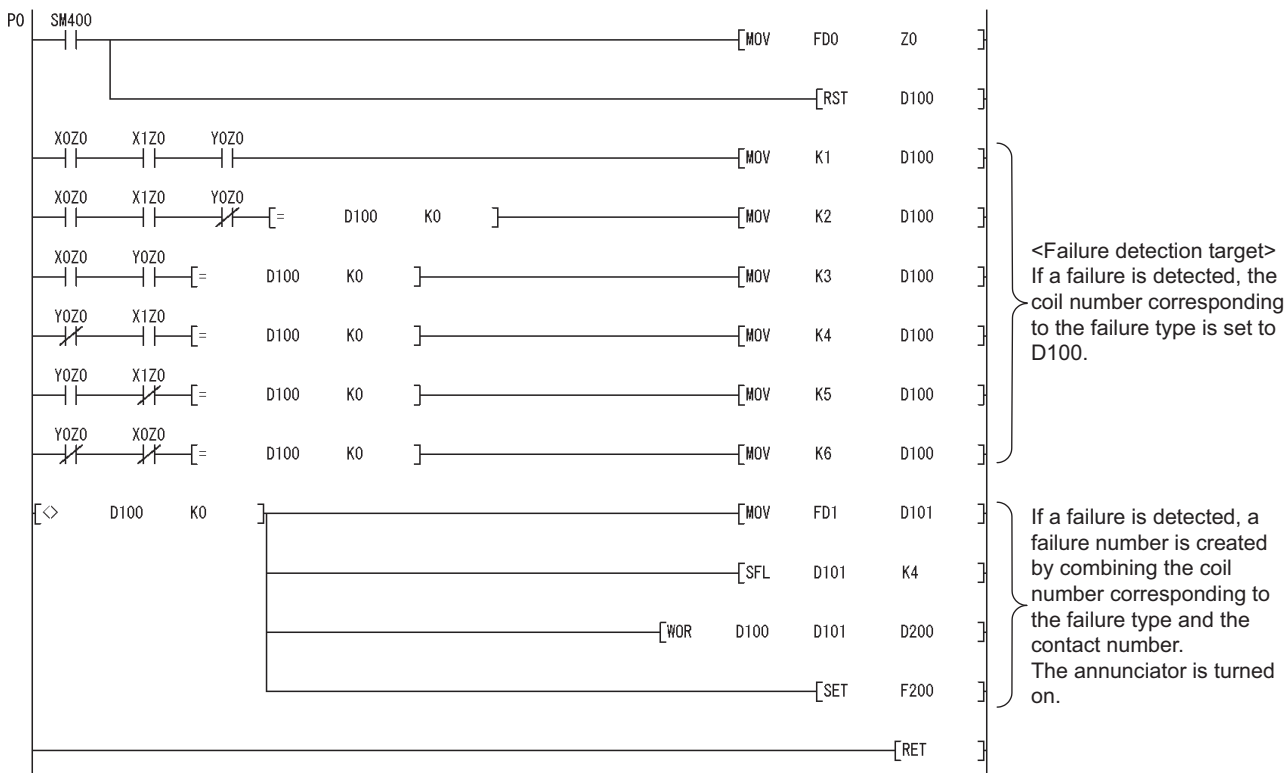 P0 SM400
[MOV FD0 Z0 ]
[RST D100 ]
X0Z0 X1Z0 Y0Z0
[MOV K1 D100 ]
X0Z0 X1Z0 Y0Z0
[= D100 K0 ] [MOV K2 D100 ]
X0Z0 Y0Z0
[= D100 K0 ] [MOV K3 D100 ]
Y0Z0 X1Z0
[= D100 K0 ] [MOV K4 D100 ]
Y0Z0 X1Z0
[= D100 K0 ] [MOV K5 D100 ]
Y0Z0 X0Z0
[= D100 K0 ] [MOV K6 D100 ]
<Failure detection target>
If a failure is detected, the
coil number corresponding
to the failure type is set to
D100.
[<> D100 K0 ] [MOV FD1 D101 ]
[SFL D101 K4 ]
[WOR D100 D101 D200 ]
[SET F200 ]
If a failure is detected, a
failure number is created
by combining the coil
number corresponding to
the failure type and the
contact number.
The annunciator is turned
on.
[RET ]